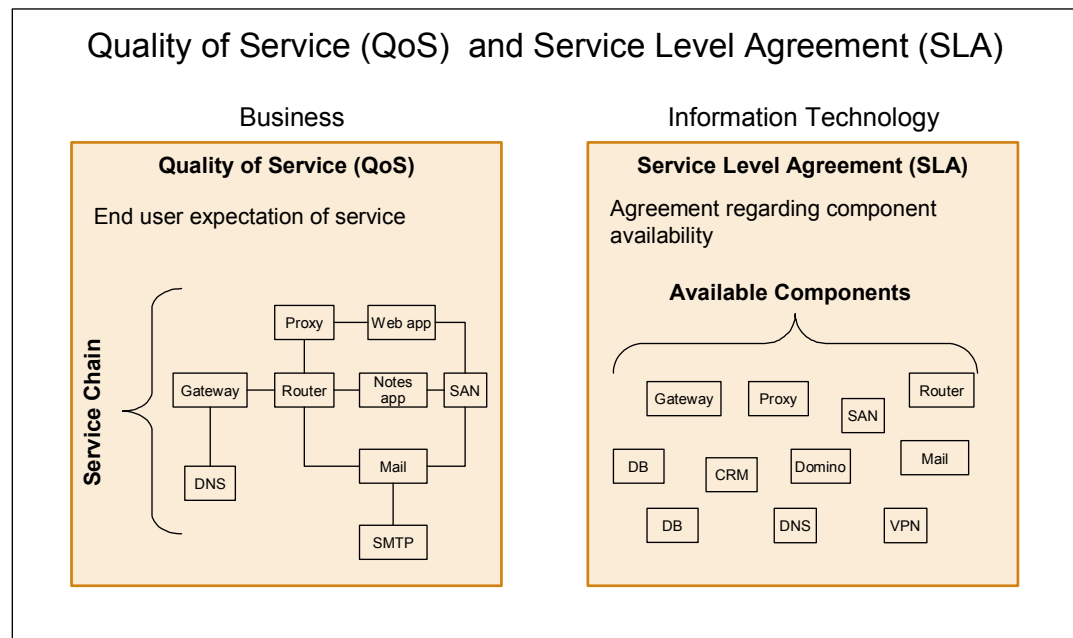 Quality of Service (QoS) and Service Level Agreement (SLA)
Business
Quality of Service (QoS)
End user expectation of service
Service Chain
Proxy
Web app
Gateway
Router
Notes
app
SAN
Mail
DNS
SMTP
Information Technology
Service Level Agreement (SLA)
Agreement regarding component
availability
Available Components
Gateway
Proxy
SAN
Router
DB
CRM
Domino
Mail
DB
DNS
VPN